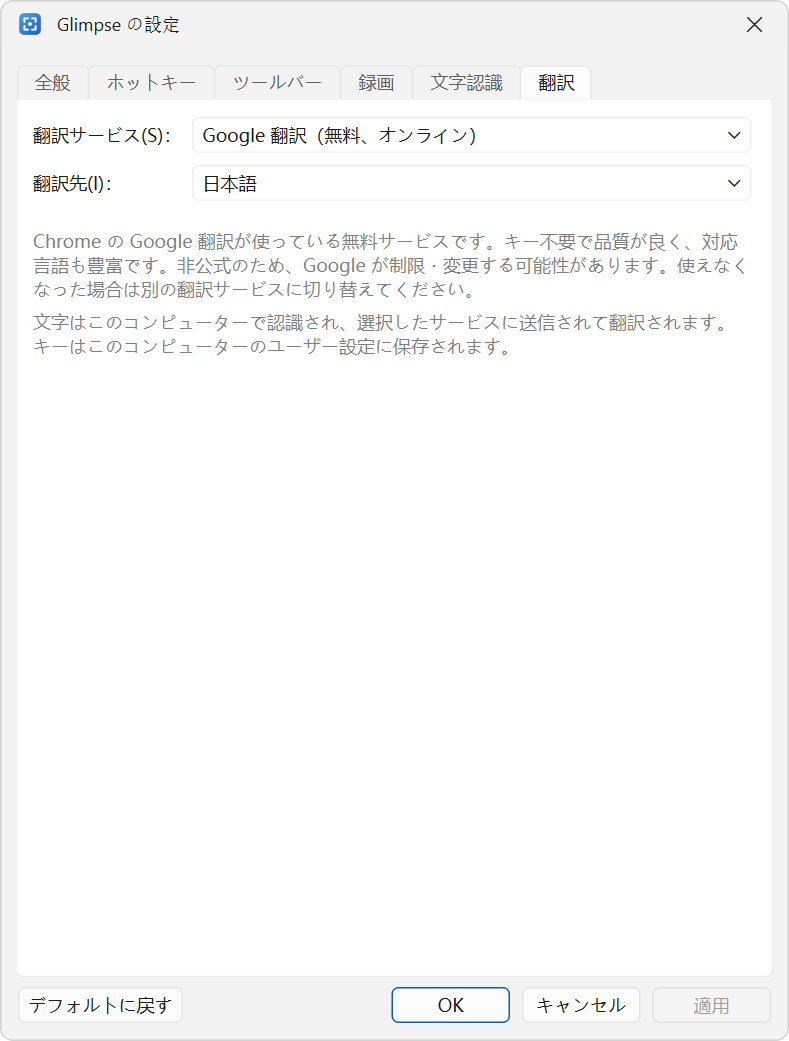 Glimpse の設定
全般
ホットキー
ツールバー
録画
文字認識
翻訳
翻訳サービス(S):
Google 翻訳（無料、オンライン）
翻訳先(I):
日本語
Chrome の Google 翻訳が使っている無料サービスです。キー不要で品質が良く、対応
言語も豊富です。非公式のため、Google が制限・変更する可能性があります。使えなく
なった場合は別の翻訳サービスに切り替えてください。
文字はこのコンピューターで認識され、選択したサービスに送信されて翻訳されます。
キーはこのコンピューターのユーザー設定に保存されます。
デフォルトに戻す
OK
キャンセル
適用